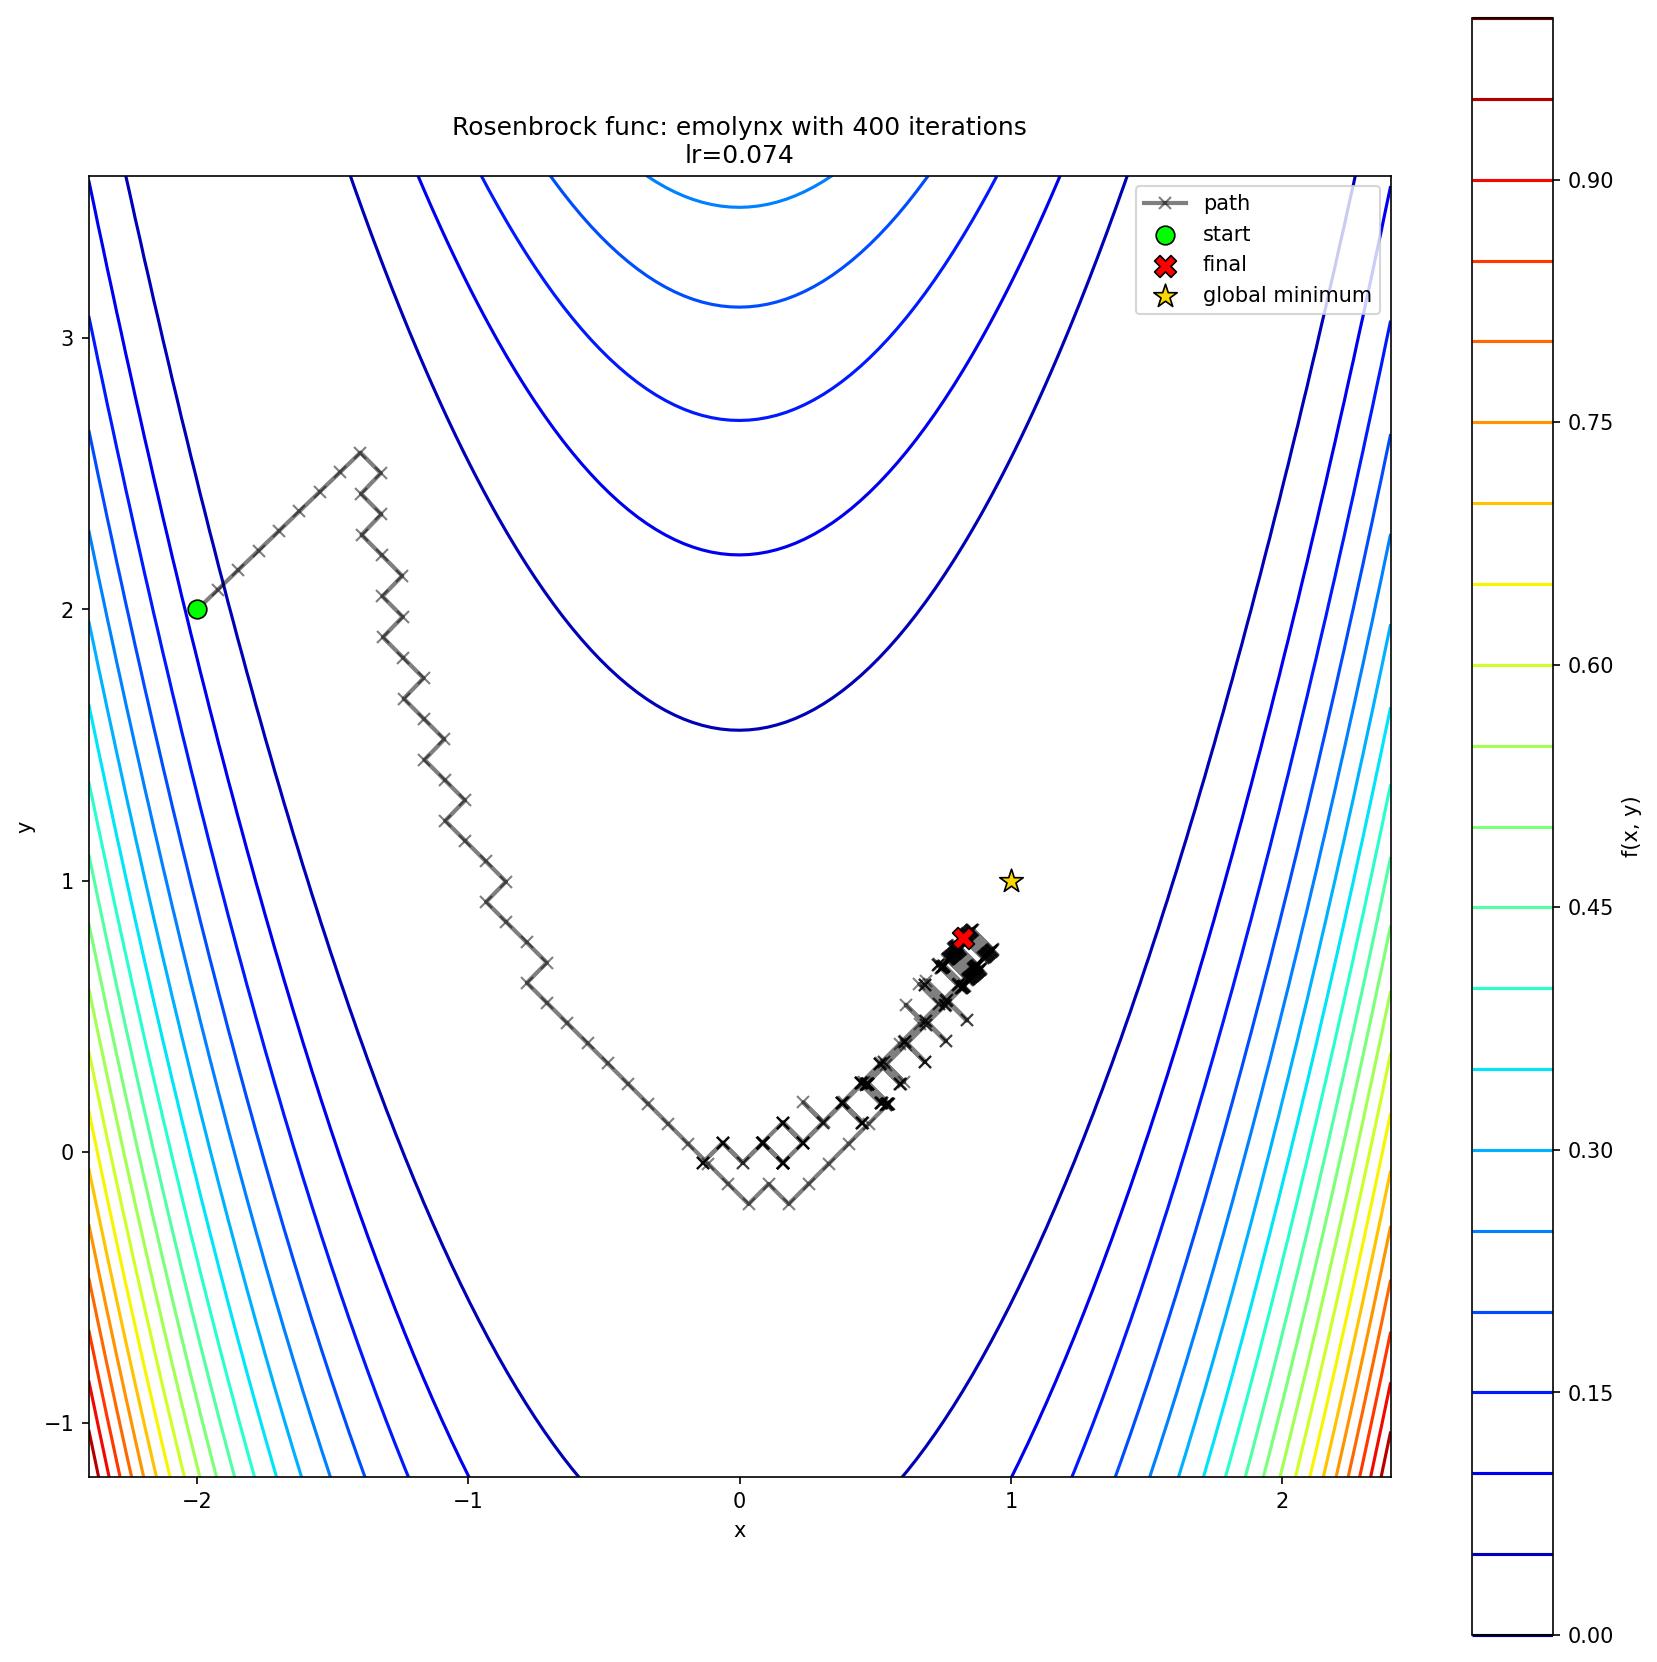 Rosenbrock func: emolynx with 400 iterations
lr=0.074
path
start
final
global minimum
y
3
2
1
0
−1
−2
−1
0
1
2
x
0.90
0.75
0.60
0.45
0.30
0.15
0.00
f(x, y)